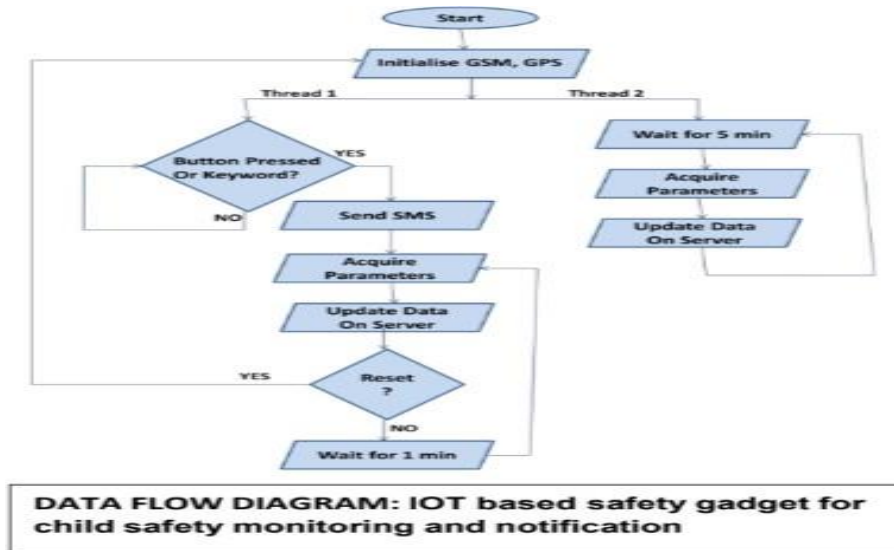 Start
Initialise GSM, GPS
Thread 1
Thread 2
Button Pressed
Or Keyword?
YES
NO
Send SMS
Acquire
Parameters
Update Data
On Server
Reset
?
YES
NO
Wait for 1 min
Wait for 5 min
Acquire
Parameters
Update Data
On Server
DATA FLOW DIAGRAM: IOT based safety gadget for
child safety monitoring and notification